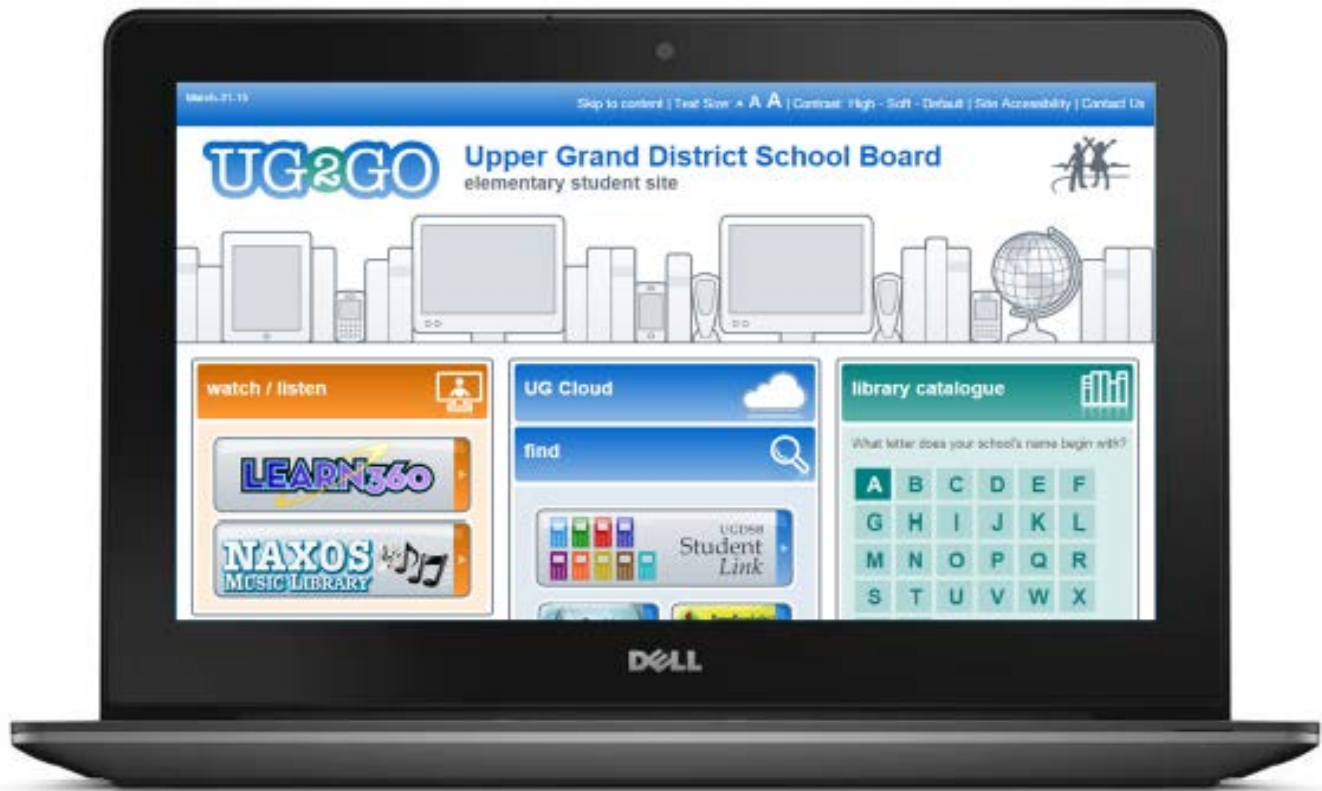 March-31-15
Skip to content | Text Size: A A A | Contrast: High - Soft - Default | Site Accessibility | Contact Us
UG2GO
Upper Grand District School Board
elementary student site
watch / listen
LEARN360
NAXOS
MUSIC LIBRARY
UG Cloud
find
UGDSB
Student
Link
library catalogue
What letter does your school's name begin with?
A B C D E F
G H I J K L
M N O P Q R
S T U V W X
DELL